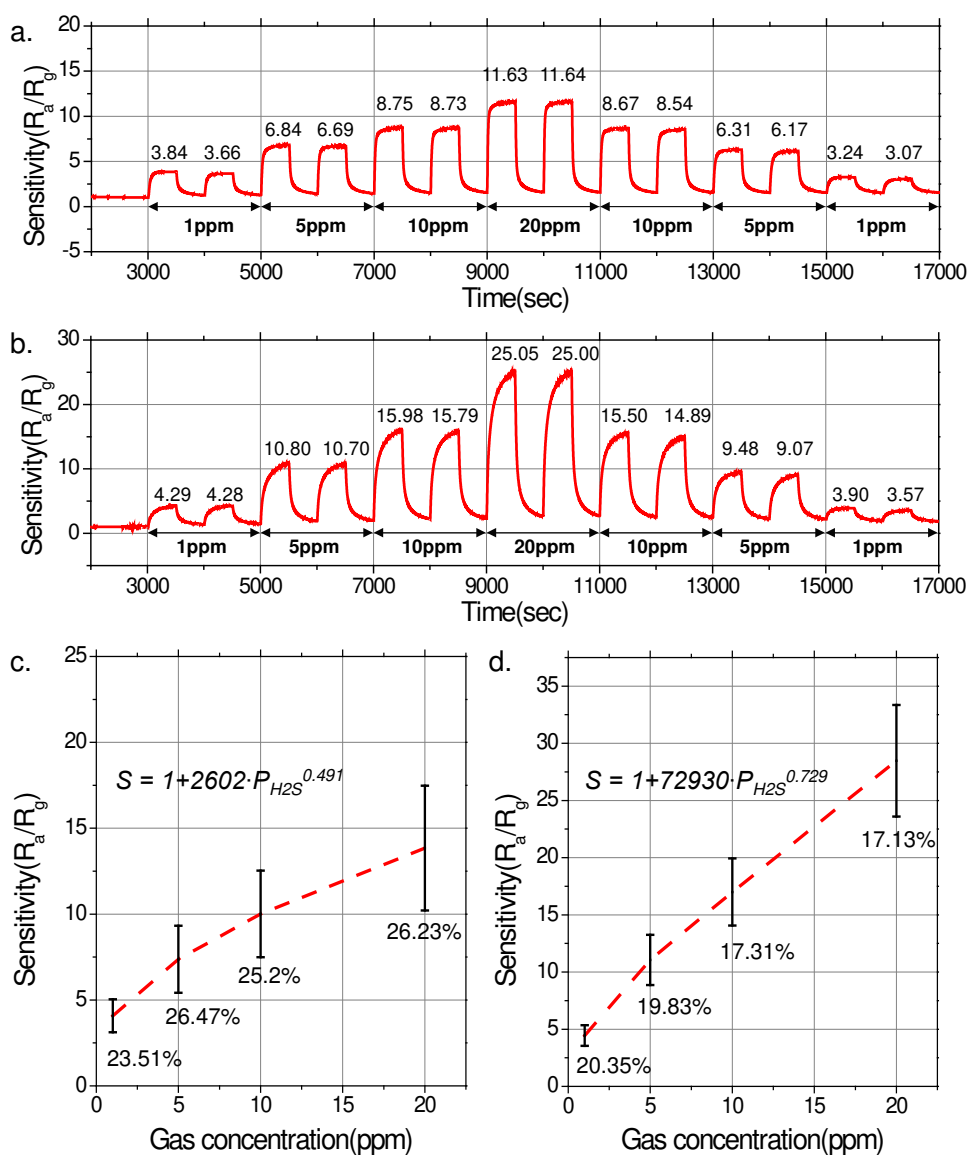 a.
Sensitivity(Ra/Rg)
20
15
10
5
0
-5
3.84 3.66 6.84 6.69 8.75 8.73 11.63 11.64 8.67 8.54 6.31 6.17 3.24 3.07
1ppm 5ppm 10ppm 20ppm 10ppm 5ppm 1ppm
3000 5000 7000 9000 11000 13000 15000 17000
Time(sec)
b.
Sensitivity(Ra/Rg)
30
20
10
0
4.29 4.28 10.80 10.70 15.98 15.79 25.05 25.00 15.50 14.89 9.48 9.07 3.90 3.57
1ppm 5ppm 10ppm 20ppm 10ppm 5ppm 1ppm
3000 5000 7000 9000 11000 13000 15000 17000
Time(sec)
c.
Sensitivity(Ra/Rg)
25
20
15
10
5
0
S = 1+2602·P_H2S^0.491
23.51%
26.47%
25.2%
26.23%
0 5 10 15 20
Gas concentration(ppm)
d.
Sensitivity(Ra/Rg)
35
30
25
20
15
10
5
0
S = 1+72930·P_H2S^0.729
20.35%
19.83%
17.31%
17.13%
0 5 10 15 20
Gas concentration(ppm)